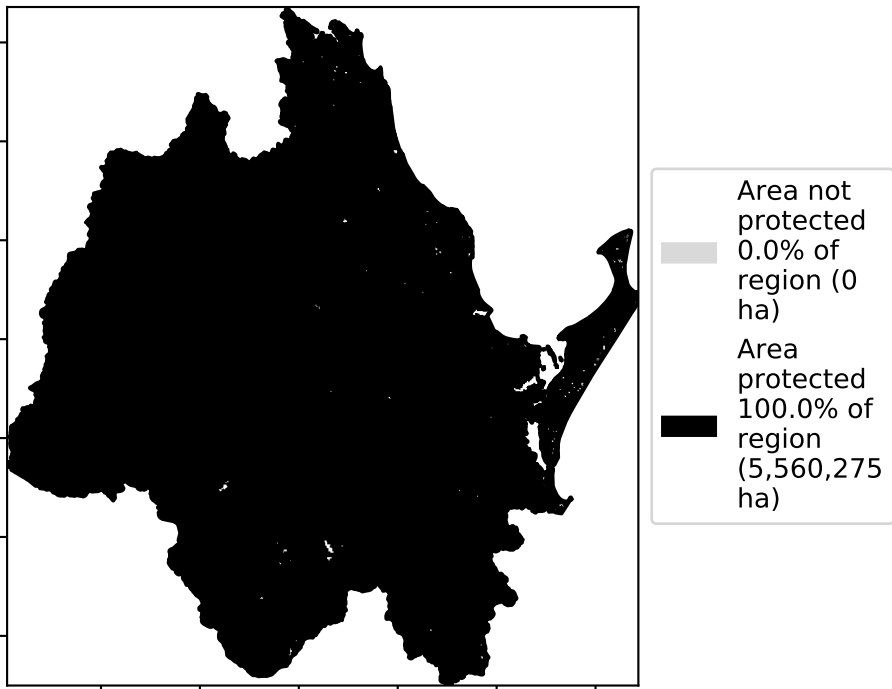 Area not
protected
0.0% of
region (0
ha)
Area
protected
100.0% of
region
(5,560,275
ha)